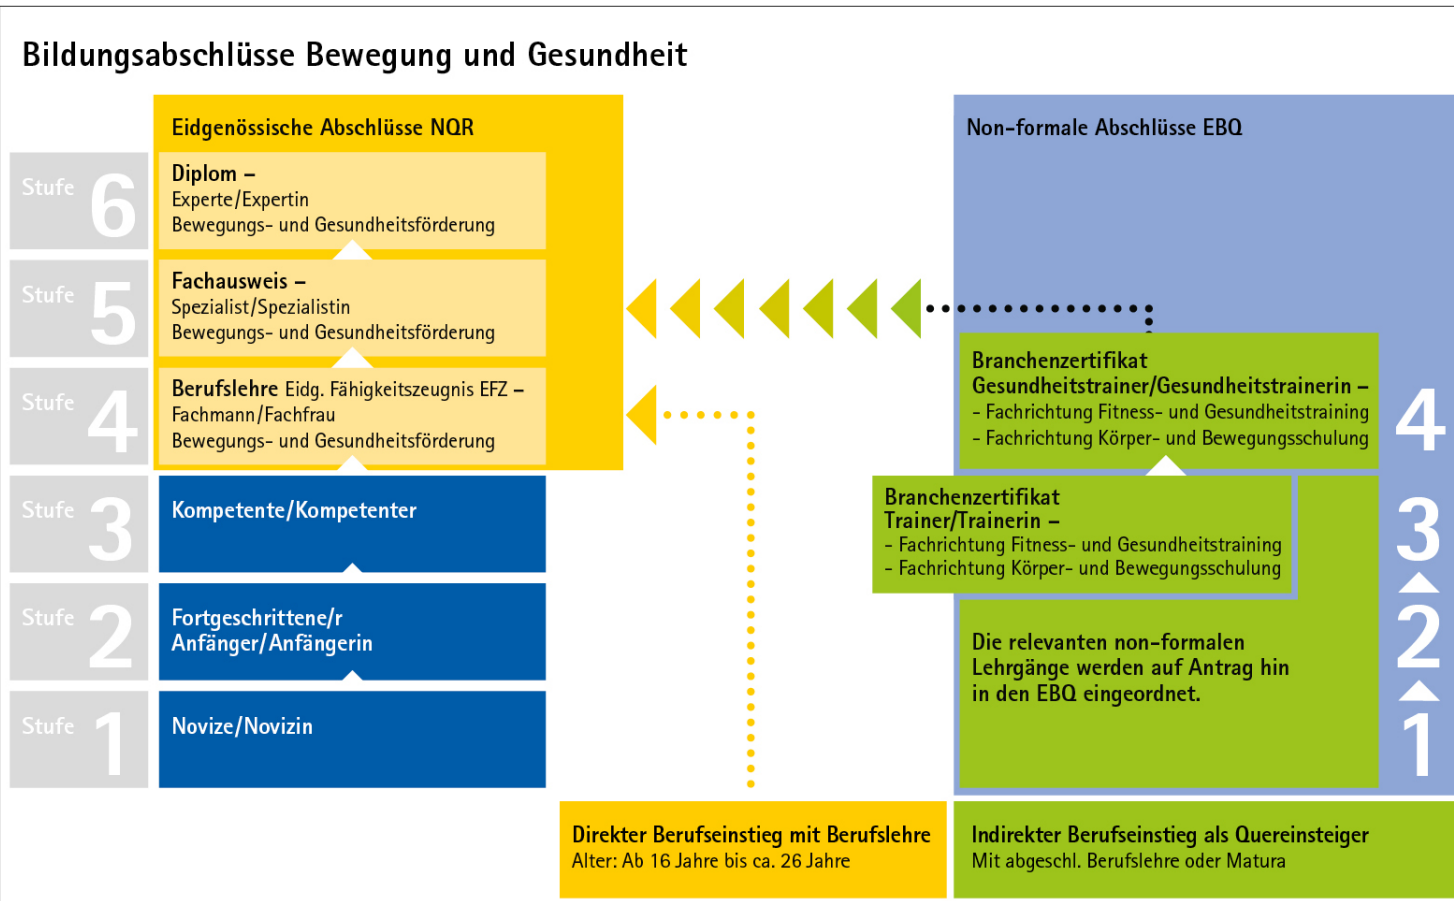 Bildungsabschlüsse Bewegung und Gesundheit
Eidgenössische Abschlüsse NQR
Stufe 6
Diplom –
Experte/Expertin
Bewegungs- und Gesundheitsförderung
Stufe 5
Fachausweis –
Spezialist/Spezialistin
Bewegungs- und Gesundheitsförderung
Stufe 4
Berufslehre Eidg. Fähigkeitszeugnis EFZ –
Fachmann/Fachfrau
Bewegungs- und Gesundheitsförderung
Stufe 3
Kompetente/Kompetenter
Stufe 2
Fortgeschrittene/r
Anfänger/Anfängerin
Stufe 1
Novize/Novizin
Non-formale Abschlüsse EBQ
Branchenzertifikat
Gesundheitstrainer/Gesundheitstrainerin –
- Fachrichtung Fitness- und Gesundheitstraining
- Fachrichtung Körper- und Bewegungsschulung
4
Branchenzertifikat
Trainer/Trainerin –
- Fachrichtung Fitness- und Gesundheitstraining
- Fachrichtung Körper- und Bewegungsschulung
3
Die relevanten non-formalen
Lehrgänge werden auf Antrag hin
in den EBQ eingeordnet.
2
1
Direkter Berufseinstieg mit Berufslehre
Alter: Ab 16 Jahre bis ca. 26 Jahre
Indirekter Berufseinstieg als Quereinsteiger
Mit abgeschl. Berufslehre oder Matura